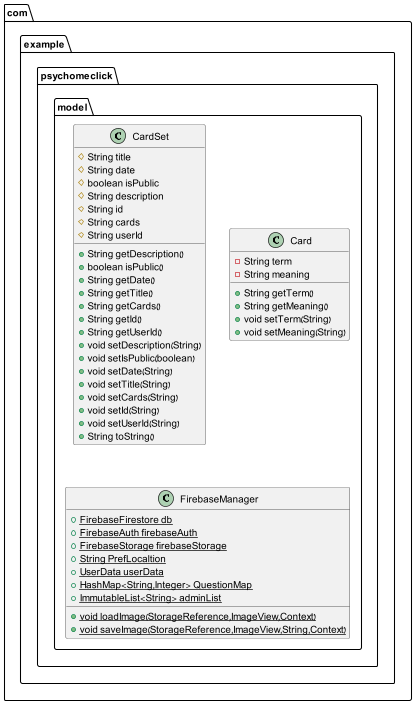 com
example
psychomeclick
model
C CardSet
String title
String date
boolean isPublic
String description
String id
String cards
String userId
String getDescription()
boolean isPublic()
String getDate()
String getTitle()
String getCards()
String getId()
String getUserId()
void setDescription(String)
void setIsPublic(boolean)
void setDate(String)
void setTitle(String)
void setCards(String)
void setId(String)
void setUserId(String)
String toString()
C Card
String term
String meaning
String getTerm()
String getMeaning()
void setTerm(String)
void setMeaning(String)
C FirebaseManager
FirebaseFirestore db
FirebaseAuth firebaseAuth
FirebaseStorage firebaseStorage
String PrefLocaltion
UserData userData
HashMap<String,Integer> QuestionMap
ImmutableList<String> adminList
void loadImage(StorageReference,ImageView,Context)
void saveImage(StorageReference,ImageView,String,Context)